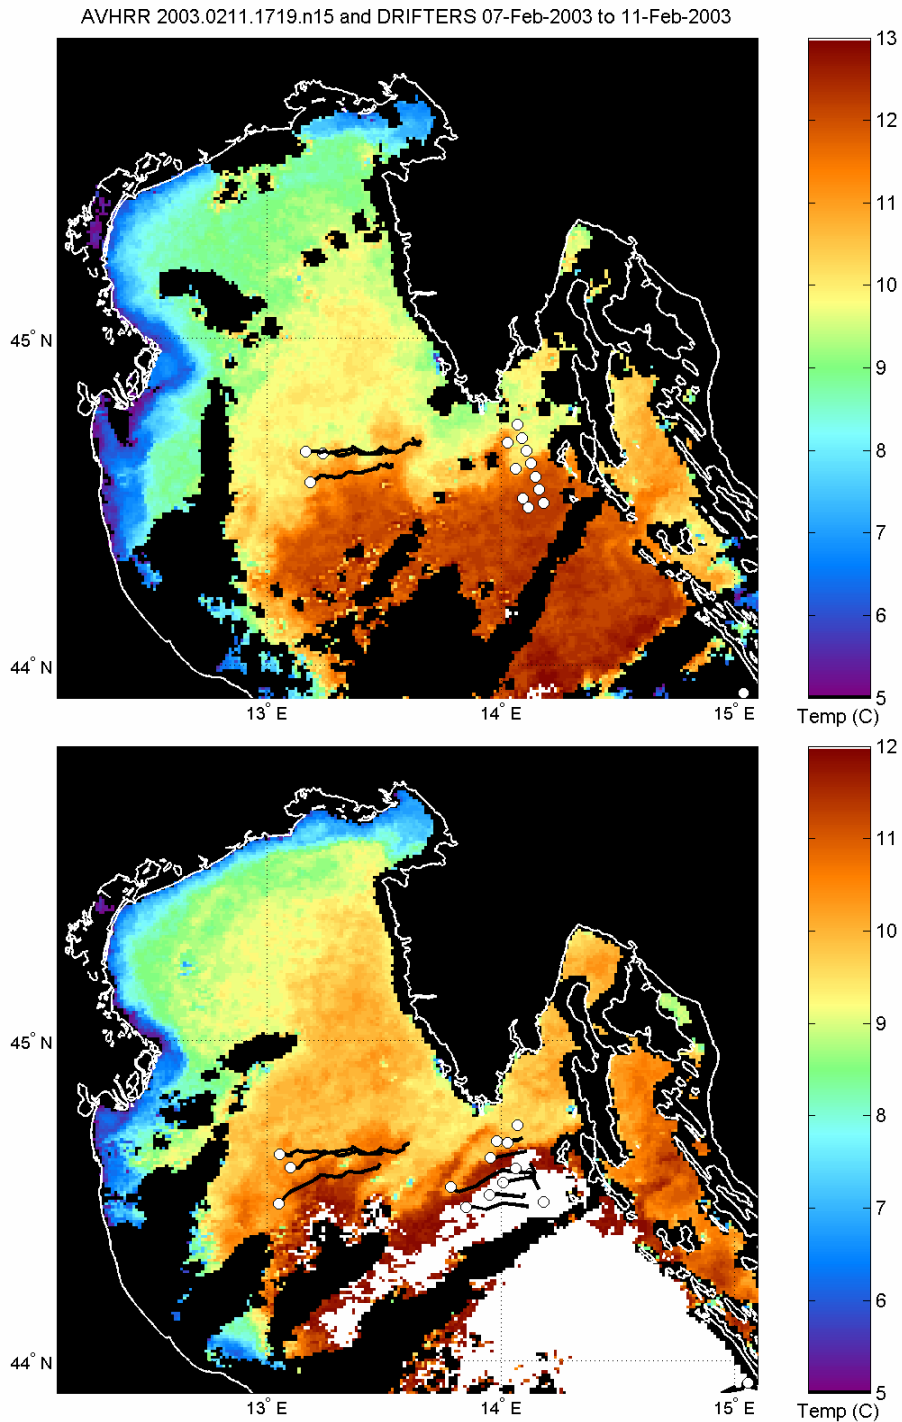 AVHRR 2003.0211.1719.n15 and DRIFTERS 07-Feb-2003 to 11-Feb-2003
13
12
11
10
9
8
7
6
5
Temp (C)
45° N
44° N
13° E
14° E
15° E
12
11
10
9
8
7
6
5
Temp (C)
45° N
44° N
13° E
14° E
15° E